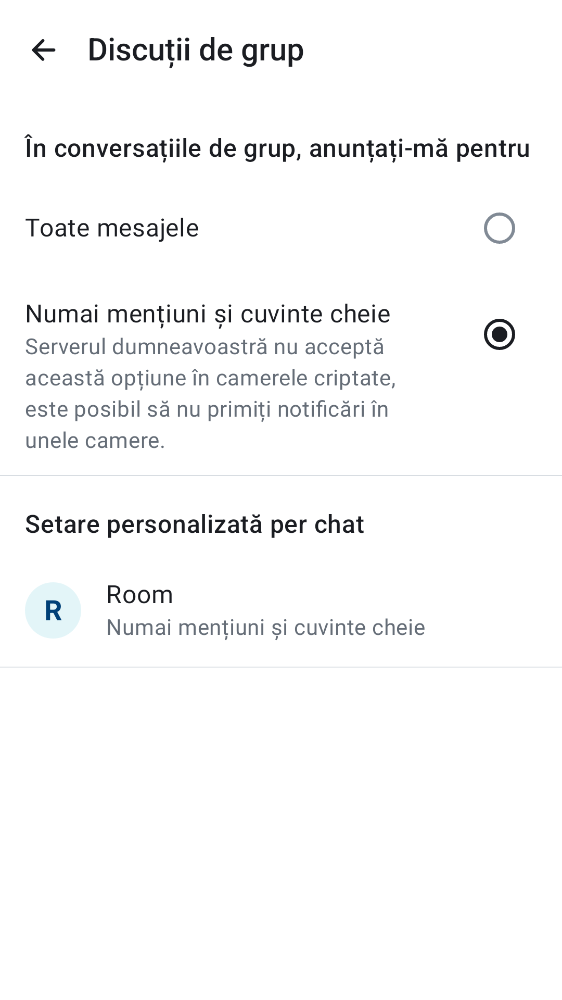 Discuții de grup
În conversațiile de grup, anunțați-mă pentru
Toate mesajele
Numai mențiuni și cuvinte cheie
Serverul dumneavoastră nu acceptă
această opțiune în camerele criptate,
este posibil să nu primiți notificări în
unele camere.
Setare personalizată per chat
R
Room
Numai mențiuni și cuvinte cheie